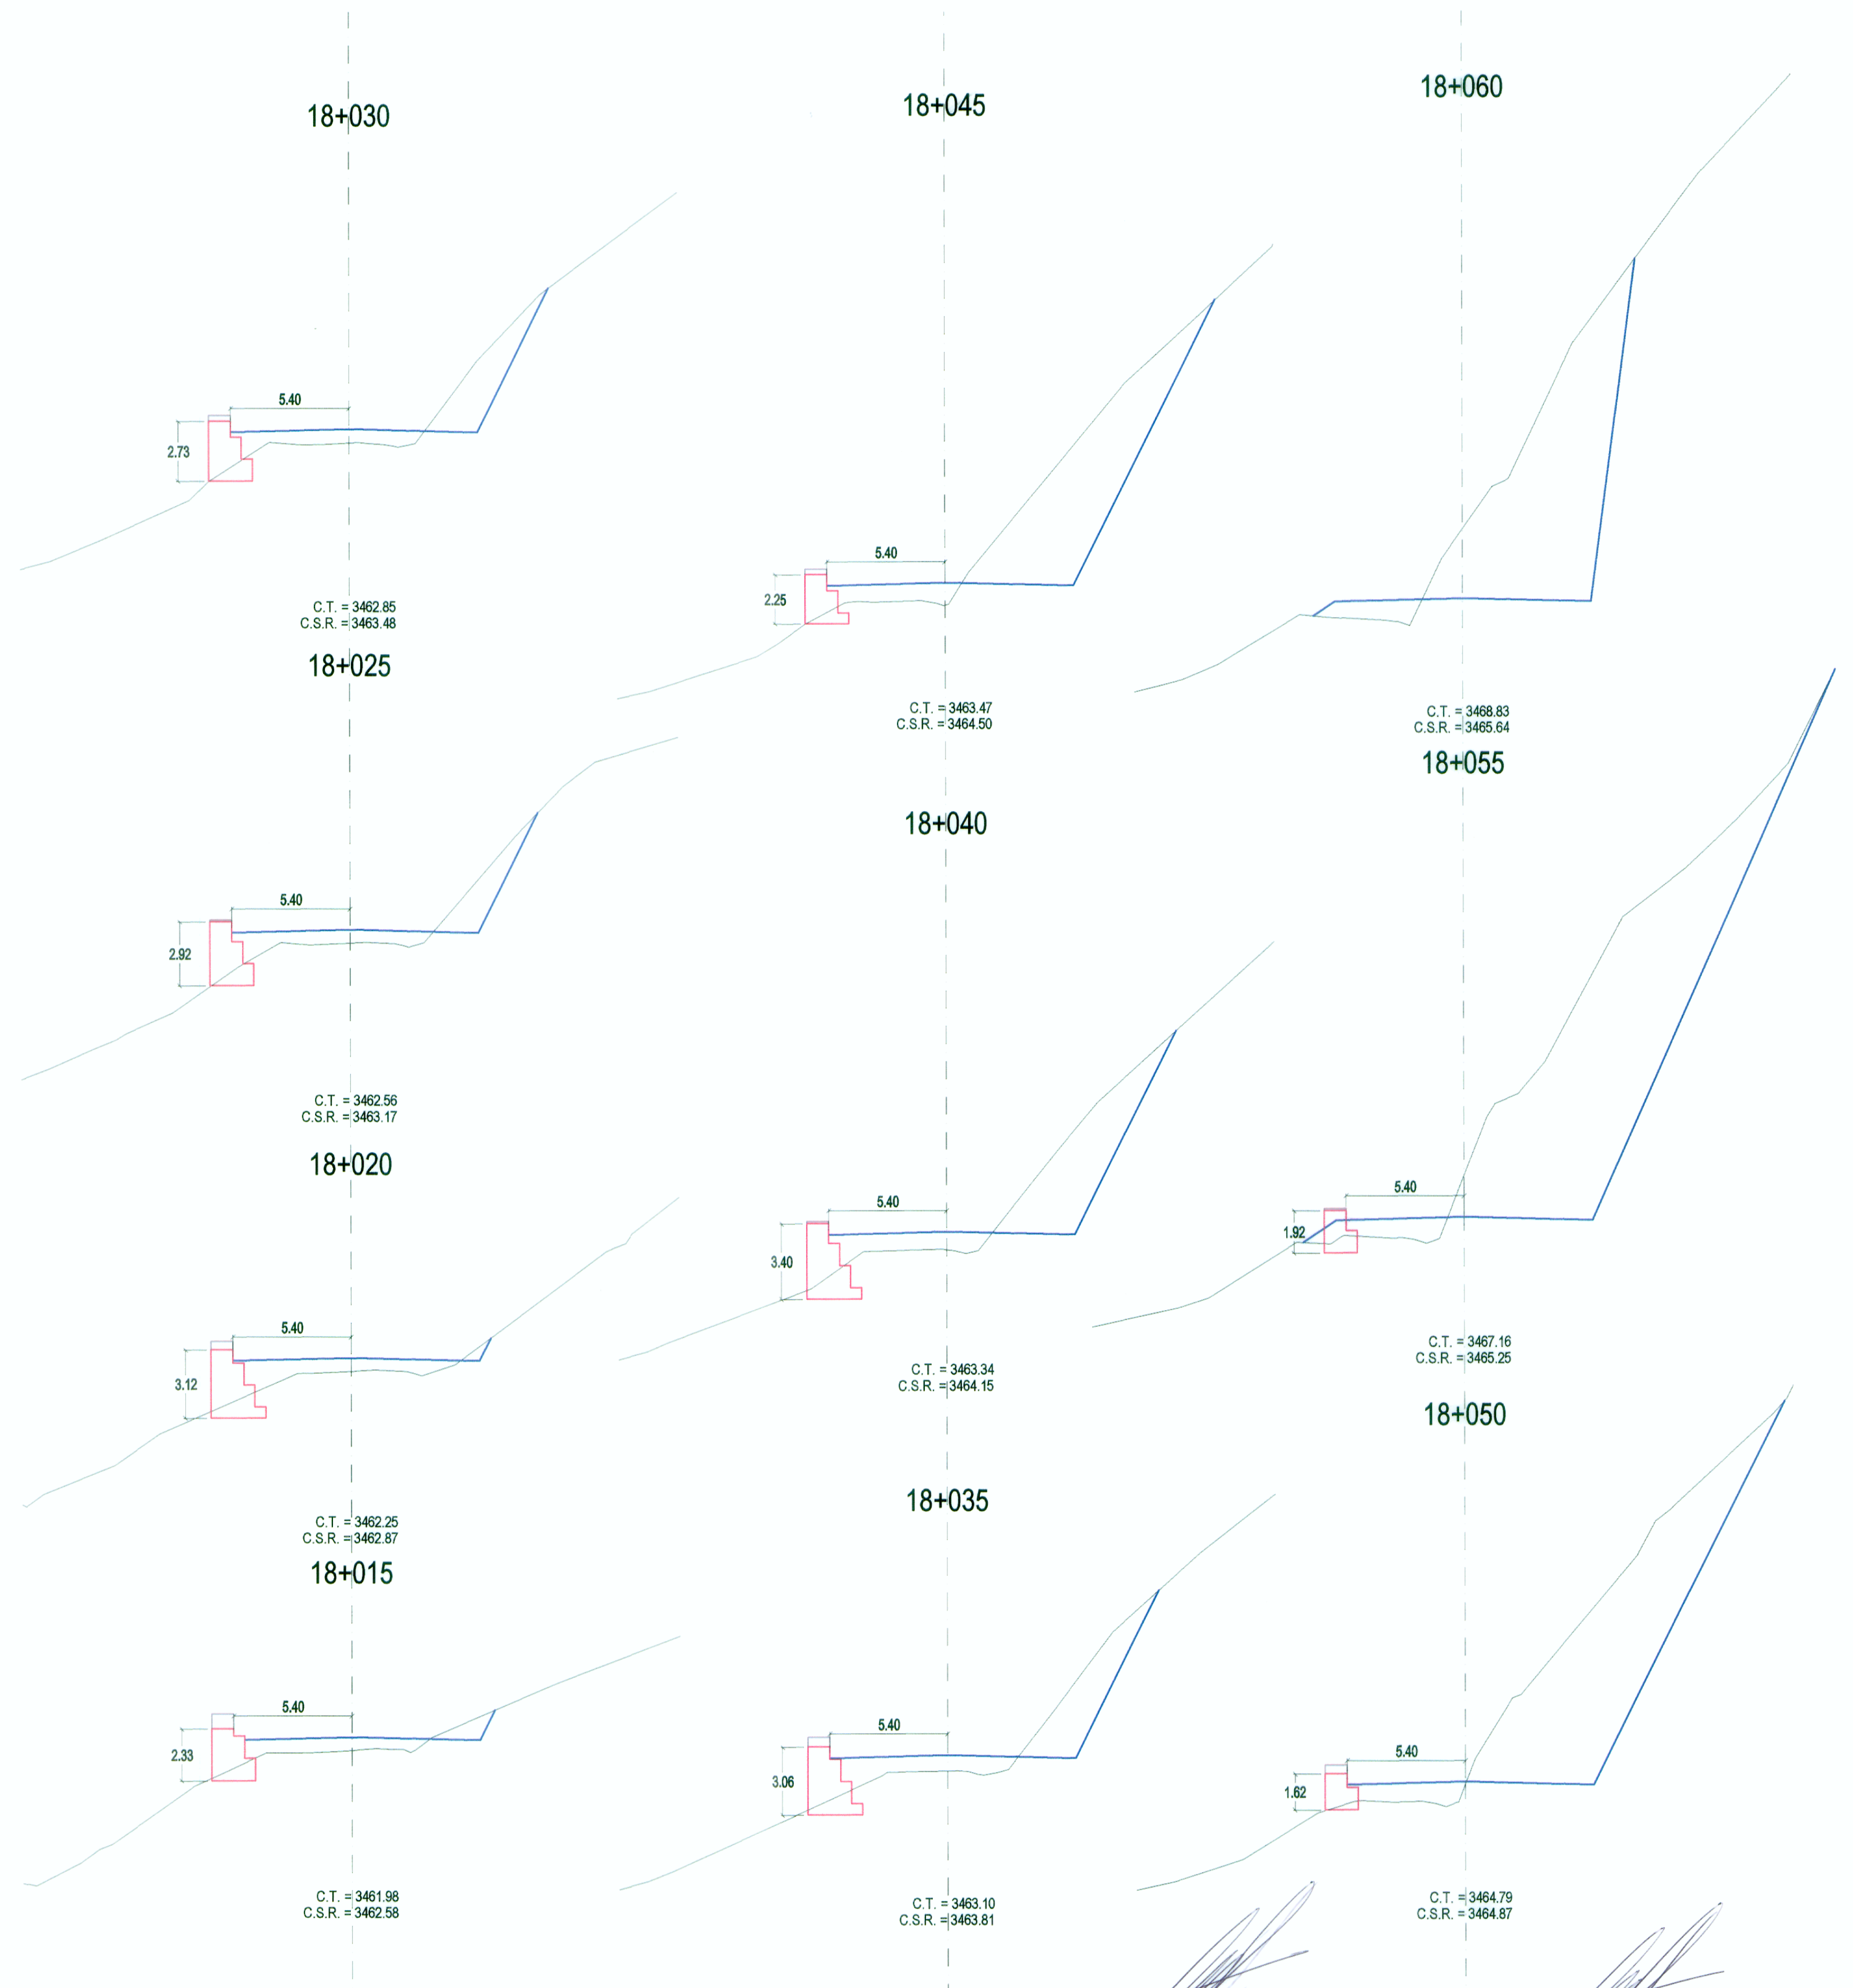 18+030
5.40
2.73
C.T. = 3462.85
C.S.R. = 3463.48
18+025
5.40
2.92
C.T. = 3462.56
C.S.R. = 3463.17
18+020
5.40
3.12
C.T. = 3462.25
C.S.R. = 3462.87
18+015
5.40
2.33
C.T. = 3461.98
C.S.R. = 3462.58
18+045
5.40
2.25
C.T. = 3463.47
C.S.R. = 3464.50
18+040
5.40
3.40
C.T. = 3463.34
C.S.R. = 3464.15
18+035
5.40
3.06
C.T. = 3463.10
C.S.R. = 3463.81
18+060
C.T. = 3468.83
C.S.R. = 3465.64
18+055
5.40
1.92
C.T. = 3467.16
C.S.R. = 3465.25
18+050
5.40
1.62
C.T. = 3464.79
C.S.R. = 3464.87